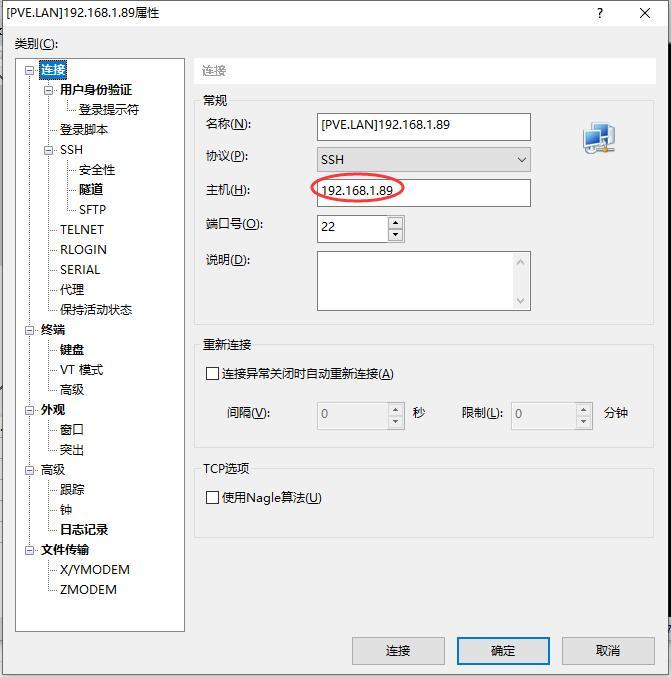 [PVE.LAN]192.168.1.89属性
类别(C):
连接
用户身份验证
登录提示符
登录脚本
SSH
安全性
隧道
SFTP
TELNET
RLOGIN
SERIAL
代理
保持活动状态
终端
键盘
VT 模式
高级
外观
窗口
突出
高级
跟踪
钟
日志记录
文件传输
X/YMODEM
ZMODEM
连接
常规
名称(N):
[PVE.LAN]192.168.1.89
协议(P):
SSH
主机(H):
192.168.1.89
端口号(O):
22
说明(D):
重新连接
连接异常关闭时自动重新连接(A)
间隔(V): 0 秒 限制(L): 0 分钟
TCP选项
使用Nagle算法(U)
连接 确定 取消